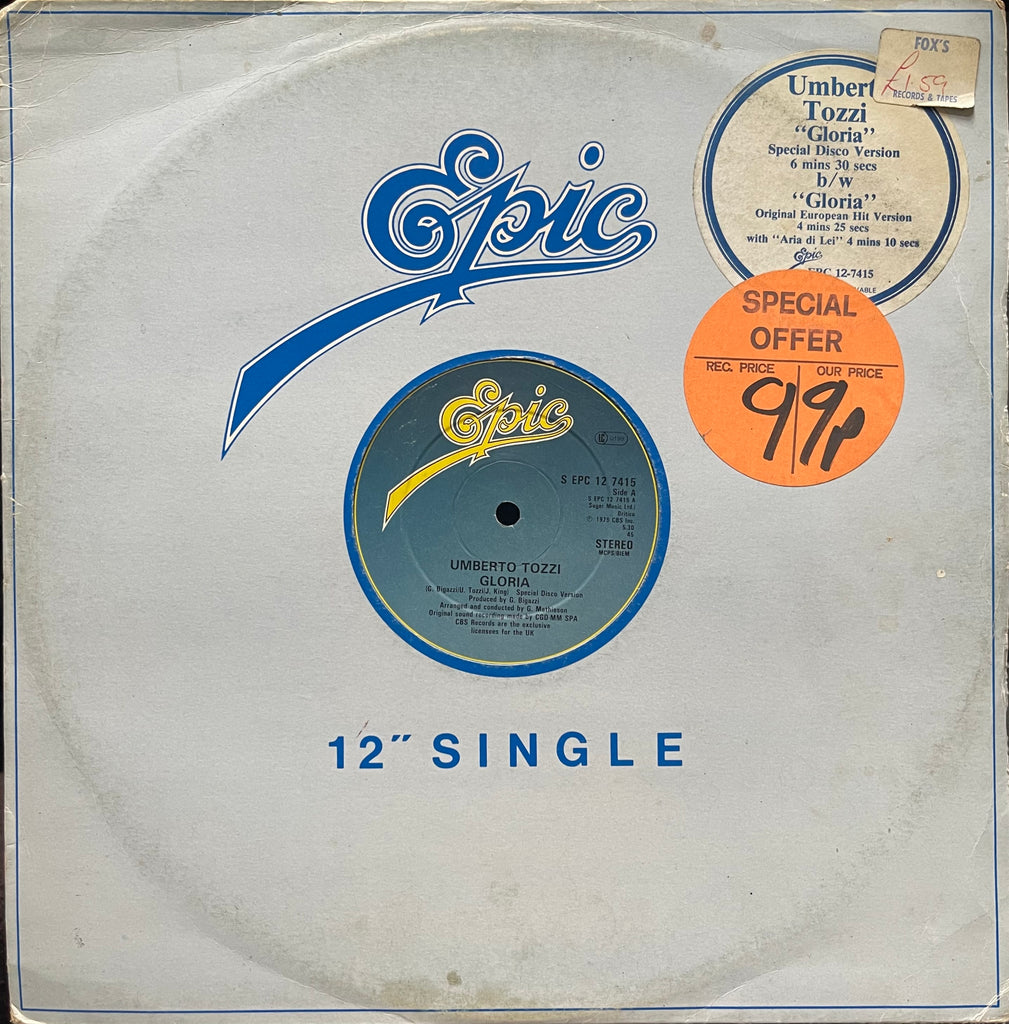 FOX'S
£1.59
RECORDS & TAPES
Umbert
Tozzi
"Gloria"
Special Disco Version
6 mins 30 secs
b/w
"Gloria"
Original European Hit Version
4 mins 25 secs
with "Aria di Lei" 4 mins 10 secs
Epic
EPC 12-7415
SPECIAL
OFFER
REC. PRICE OUR PRICE
99p
Epic
Epic
S EPC 12 7415
Side A
S EPC 12 7415 A
Sugar Music Ltd./
Britico
℗ 1979 CBS Inc.
45
STEREO
MCPS/BIEM
UMBERTO TOZZI
GLORIA
(G. Bigazzi/U. Tozzi/J. King) Special Disco Version
Produced by G. Bigazzi
Arranged and conducted by G. Mathieson
Original sound recording made by CGD MM SPA
CBS Records are the exclusive
licensees for the UK
12" SINGLE